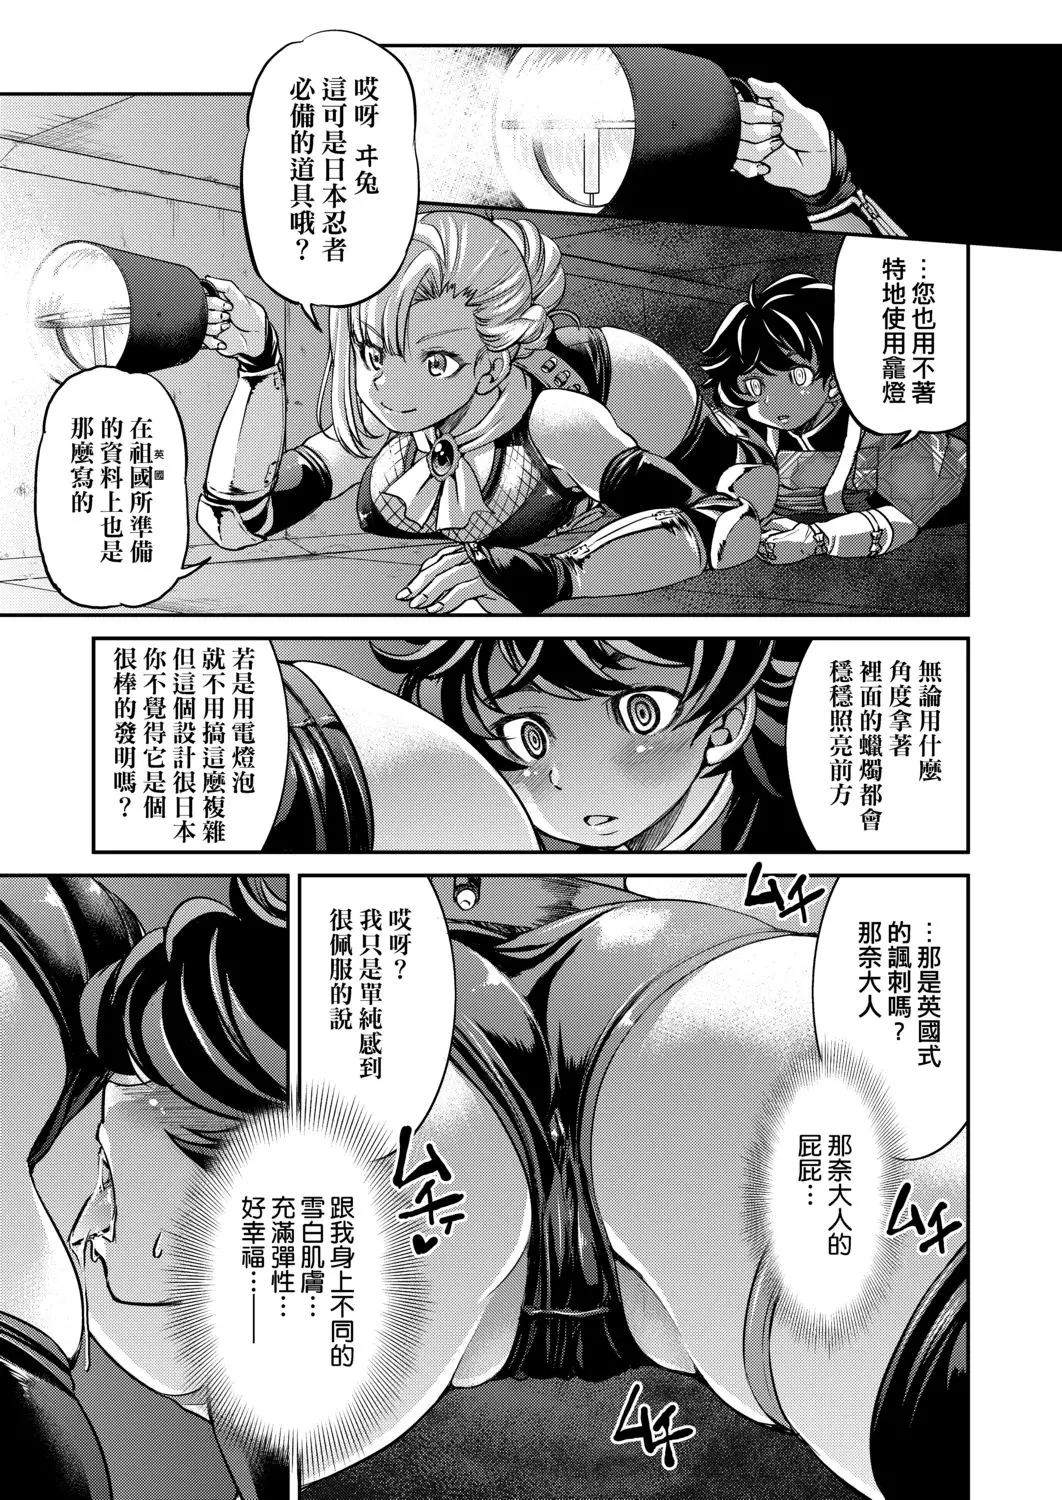 哎呀 ヰ兔
這可是日本忍者
必備的道具哦？
…您也用不著
特地使用龕燈
在祖國所準備
英國
的資料上也是
那麼寫的
無論用什麼
角度拿著
裡面的蠟燭都會
穩穩照亮前方
若是用電燈泡
就不用搞這麼複雜
但這個設計很日本
你不覺得它是個
很棒的發明嗎？
…那是英國式
的諷刺嗎？
那奈大人
ムチ
哎呀？
我只是單純感到
很佩服的說
那奈大人的
屁屁…
ムチ
ムチィ♥
跟我身上不同的
雪白肌膚…
充滿彈性…
好幸福…──
ムチ